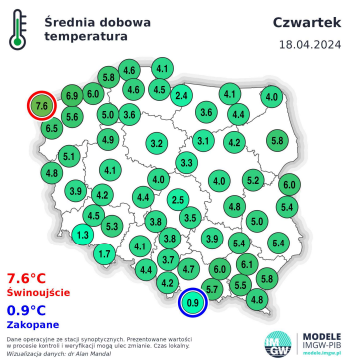 Średnia dobowa
temperatura
Czwartek
18.04.2024
5.8 4.6 4.1
6.9 6.0 4.6 4.5 2.4 4.1 4.0
7.6
6.5 5.6 5.0 3.6 3.6 4.4
4.9 3.2 3.1 4.2 5.8
5.1 3.3
4.8 4.1 4.0 4.0 5.2 6.0
3.9 4.2 4.4 2.5
4.5 3.8 3.5 4.8 5.4
5.3 5.0
1.3 3.8 3.9
1.7 4.1 6.4 6.4
3.7
4.4 4.7 6.0 6.1
4.2 5.7 5.5 5.8
0.9 4.8
7.6°C
Świnoujście
0.9°C
Zakopane
Dane operacyjne ze stacji synoptycznych. Prezentowane wartości
w procesie kontroli i weryfikacji mogą ulec zmianie. Czas lokalny.
Wizualizacja danych: dr Alan Mandal
IM
GW
MODELE
IMGW-PIB
modele.imgw.pl